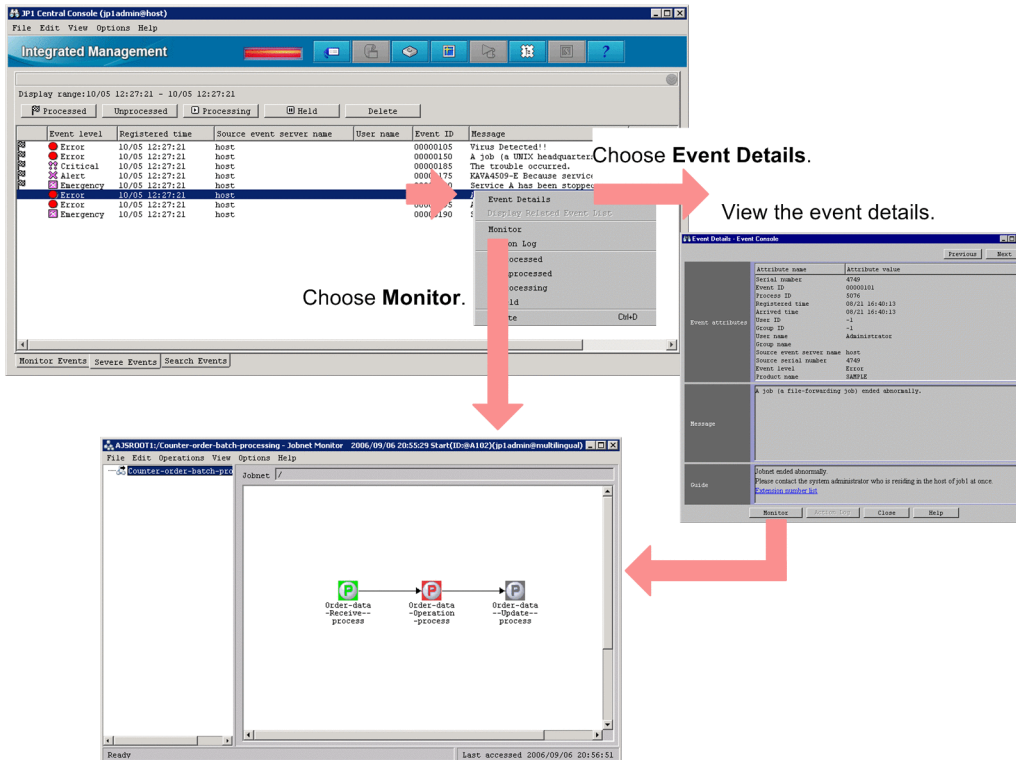 JP1 Central Console (jp1admin@host)
File Edit View Options Help
Integrated Management
?
Display range:10/05 12:27:21 - 10/05 12:27:21
Processed Unprocessed Processing Held Delete
Event level Registered time Source event server name User name Event ID Message
Error 10/05 12:27:21 host 00000105 Virus Detected!!
Error 10/05 12:27:21 host 00000150 A job (a UNIX headquarter
Critical 10/05 12:27:21 host 00000185 The trouble occurred.
Alert 10/05 12:27:21 host 175 KAVA4509-E Because service
Emergency 10/05 12:27:21 host Service A has been stopped
Error 10/05 12:27:21 host
Error 10/05 12:27:21 host
Emergency 10/05 12:27:21 host 190
Choose Event Details.
Event Details
Display Related Event List
Monitor
on Log
ocessed
processed
ocessing
ld
te Ctrl+D
Choose Monitor.
Monitor Events Severe Events Search Events
View the event details.
Event Details - Event Console
Previous Next
Attribute name Attribute value
Event attributes
Serial number 4749
Event ID 00000101
Process ID 5076
Registered time 08/21 16:40:13
Arrived time 08/21 16:40:13
User ID -1
Group ID -1
User name Administrator
Group name
Source event server name host
Source serial number 4749
Event level Error
Product name SAMPLE
Message
A job (a file-forwarding job) ended abnormally.
Guide
Jobnet ended abnormally.
Please contact the system administrator who is residing in the host of job1 at once.
Extension number list
Monitor Action Log Close Help
AJSROOT1:/Counter-order-batch-processing - Jobnet Monitor 2006/09/06 20:55:29 Start(ID:@A102)(jp1admin@multilingual)
File Edit Operations View Options Help
Counter-order-batch-pro
Jobnet /
P P P
Order-data Order-data Order-data
-Receive-- -Operation --Update--
process -process process
Ready Last accessed 2006/09/06 20:56:51